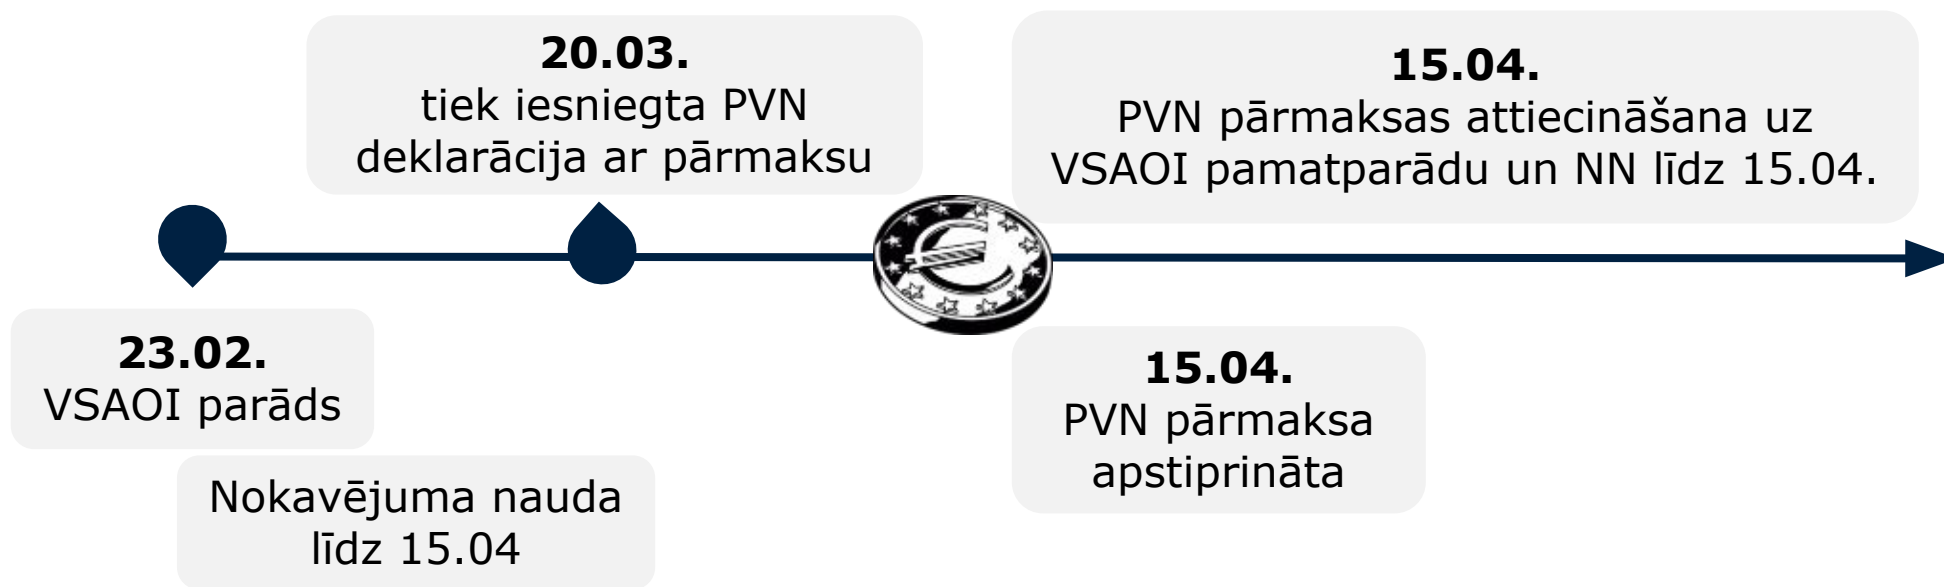 20.03.
tiek iesniegta PVN
deklarācija ar pārmaksu
15.04.
PVN pārmaksas attiecināšana uz
VSAOI pamatparādu un NN līdz 15.04.
23.02.
VSAOI parāds
Nokavējuma nauda
līdz 15.04
15.04.
PVN pārmaksa
apstiprināta